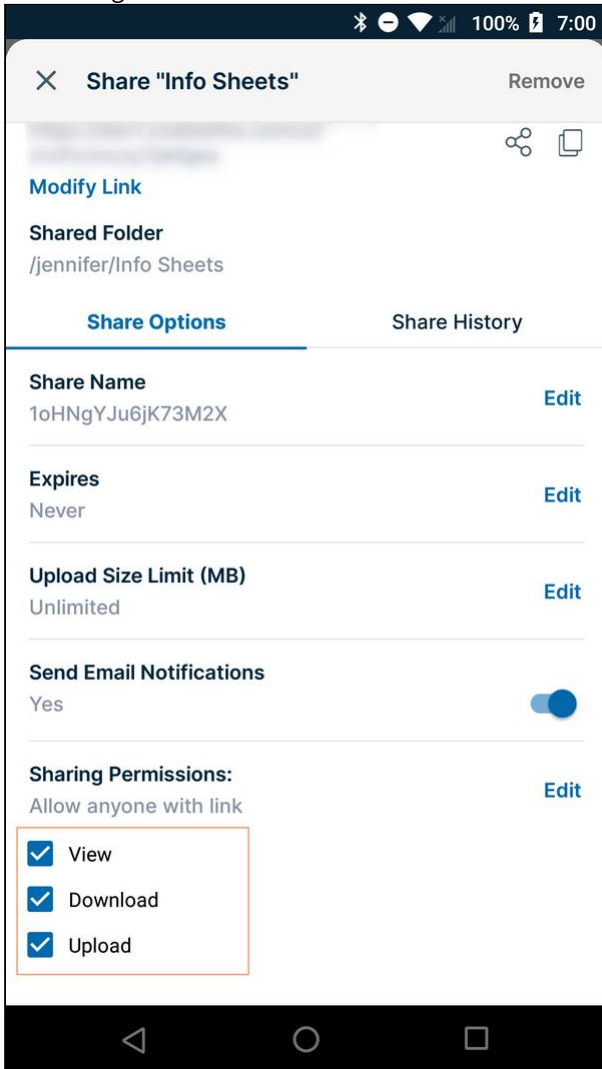 100% 7:00
Share "Info Sheets" Remove
Modify Link
Shared Folder
/jennifer/Info Sheets
Share Options Share History
Share Name
1oHNgYJu6jK73M2X Edit
Expires
Never Edit
Upload Size Limit (MB)
Unlimited Edit
Send Email Notifications
Yes
Sharing Permissions:
Allow anyone with link Edit
View
Download
Upload